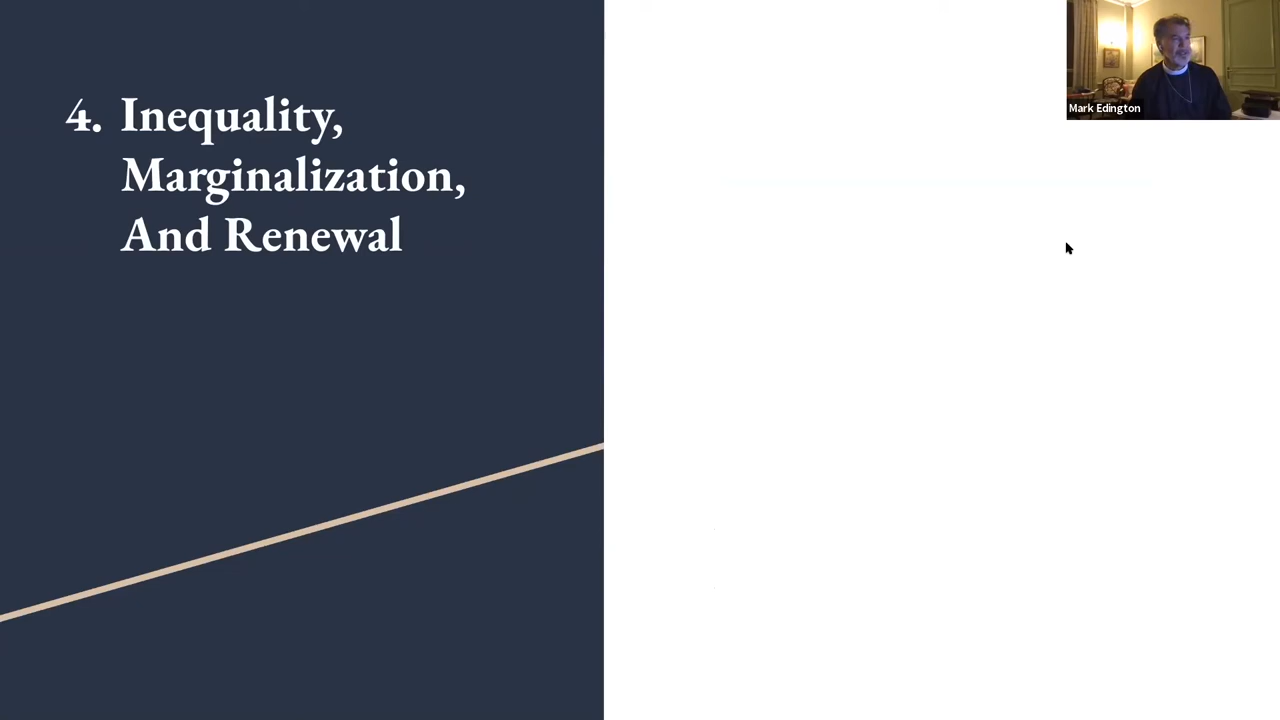 4. Inequality,
Marginalization,
And Renewal
Mark Edington